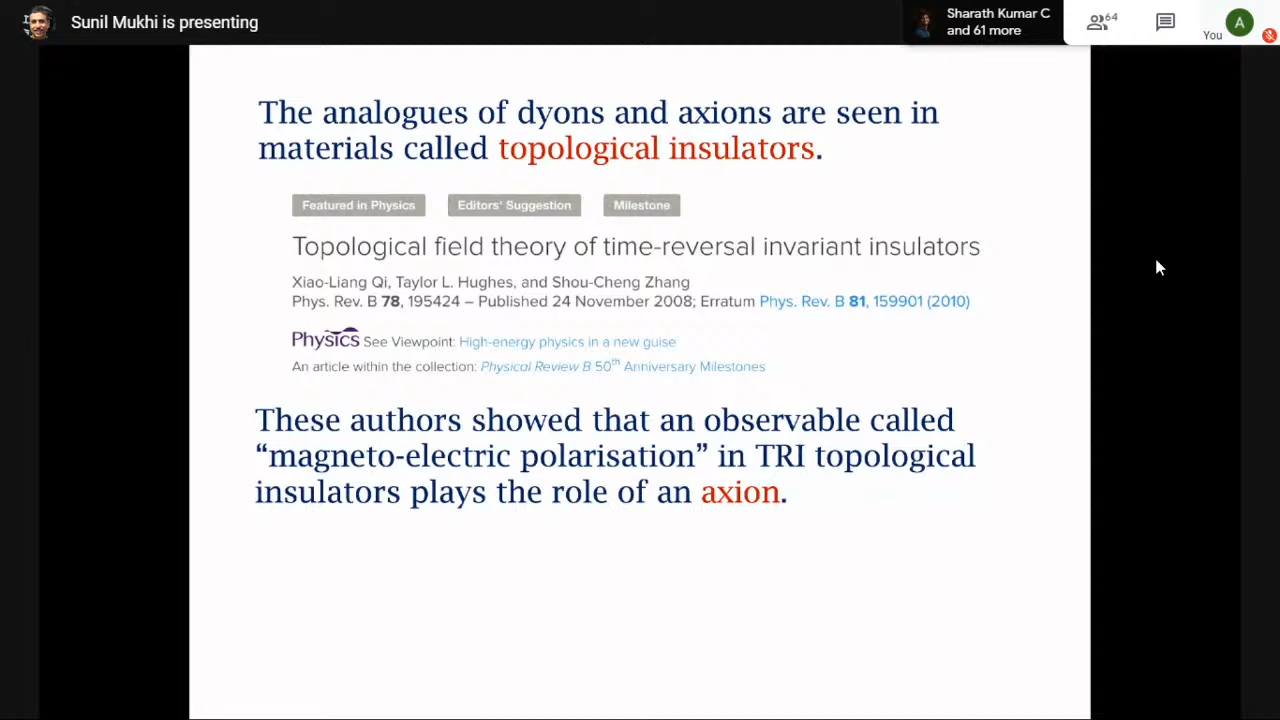 Sunil Mukhi is presenting
Sharath Kumar C
and 61 more
64
You
A
The analogues of dyons and axions are seen in
materials called topological insulators.
Featured in Physics Editors' Suggestion Milestone
Topological field theory of time-reversal invariant insulators
Xiao-Liang Qi, Taylor L. Hughes, and Shou-Cheng Zhang
Phys. Rev. B 78, 195424 – Published 24 November 2008; Erratum Phys. Rev. B 81, 159901 (2010)
Physics See Viewpoint: High-energy physics in a new guise
An article within the collection: Physical Review B 50th Anniversary Milestones
These authors showed that an observable called
“magneto-electric polarisation” in TRI topological
insulators plays the role of an axion.